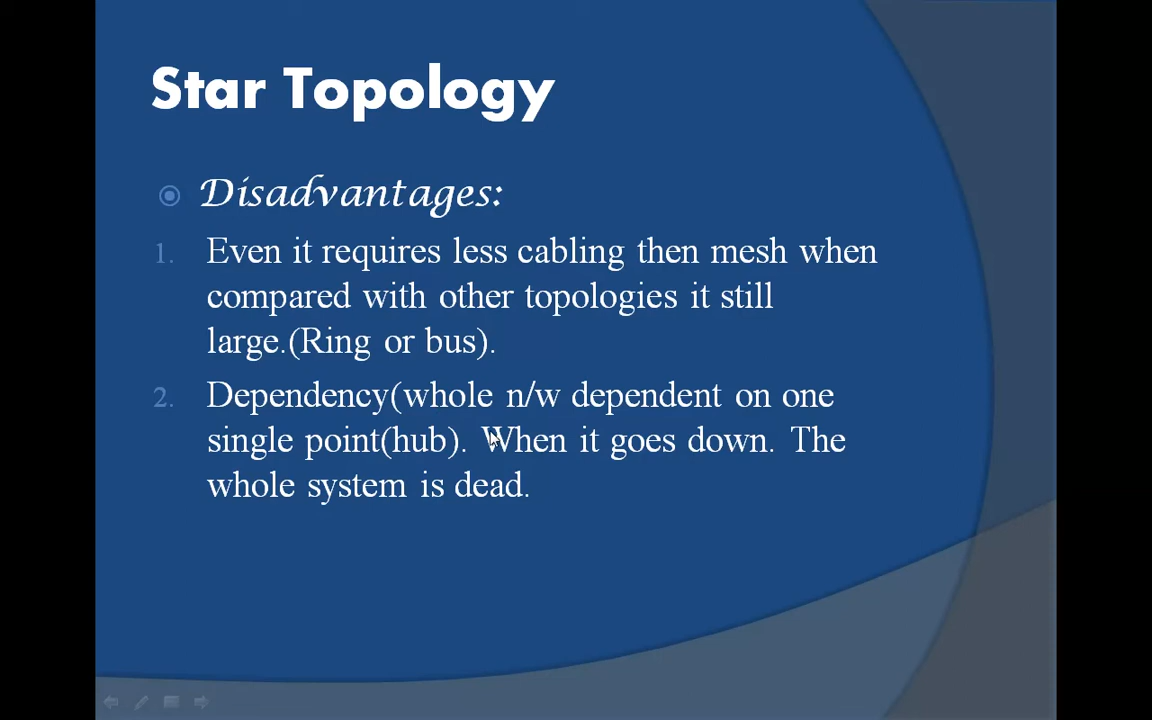 Star Topology
Disadvantages:
1. Even it requires less cabling then mesh when
compared with other topologies it still
large.(Ring or bus).
2. Dependency(whole n/w dependent on one
single point(hub). When it goes down. The
whole system is dead.